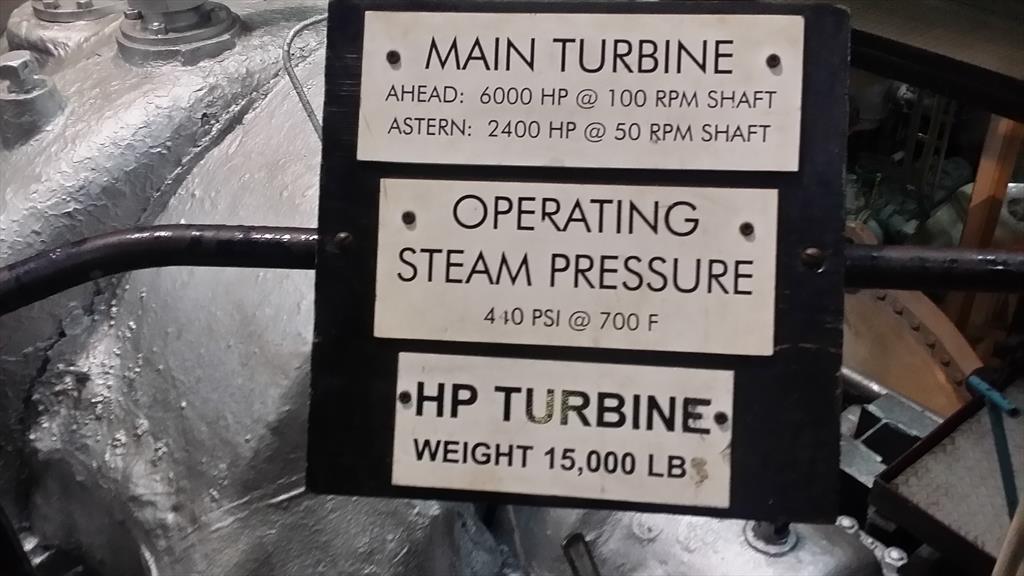 MAIN TURBINE
AHEAD: 6000 HP @ 100 RPM SHAFT
ASTERN: 2400 HP @ 50 RPM SHAFT
OPERATING
STEAM PRESSURE
440 PSI @ 700 F
HP TURBINE
WEIGHT 15,000 LBS